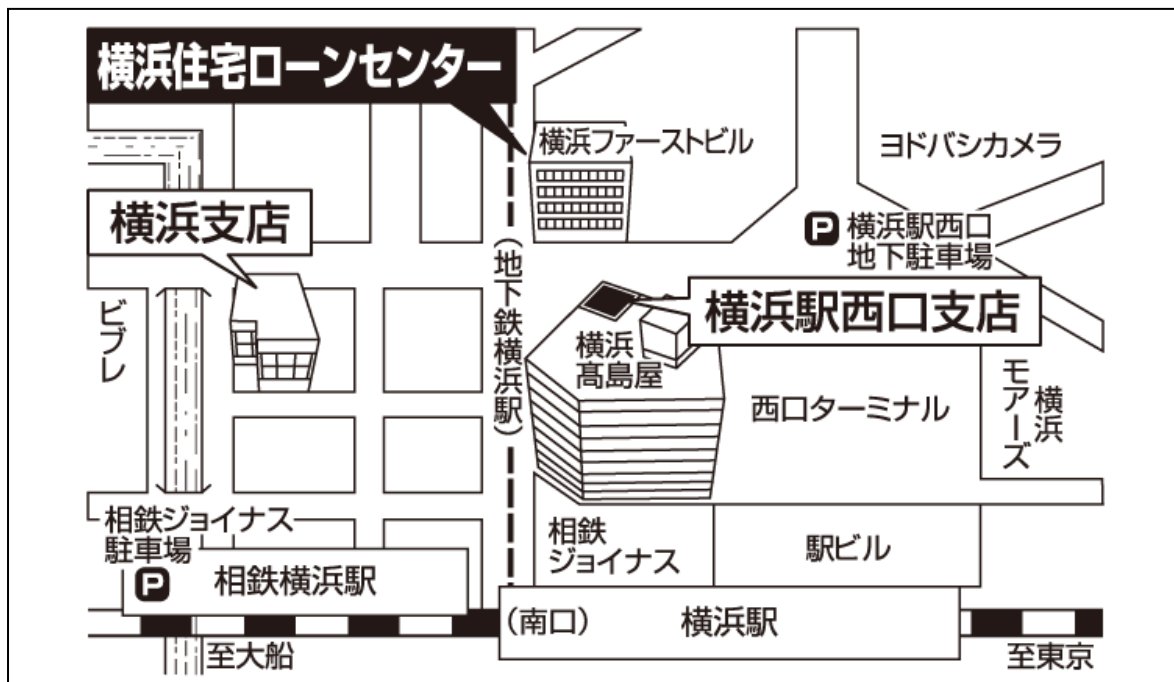 横浜住宅ローンセンター
横浜ファーストビル
ヨドバシカメラ
横浜支店
P 横浜駅西口
地下駐車場
(地下鉄横浜駅)
ビブレ
横浜駅西口支店
横浜
髙島屋
西口ターミナル
横浜
モアーズ
相鉄ジョイナス
駐車場
P
相鉄横浜駅
相鉄
ジョイナス
駅ビル
(南口)
横浜駅
至大船
至東京